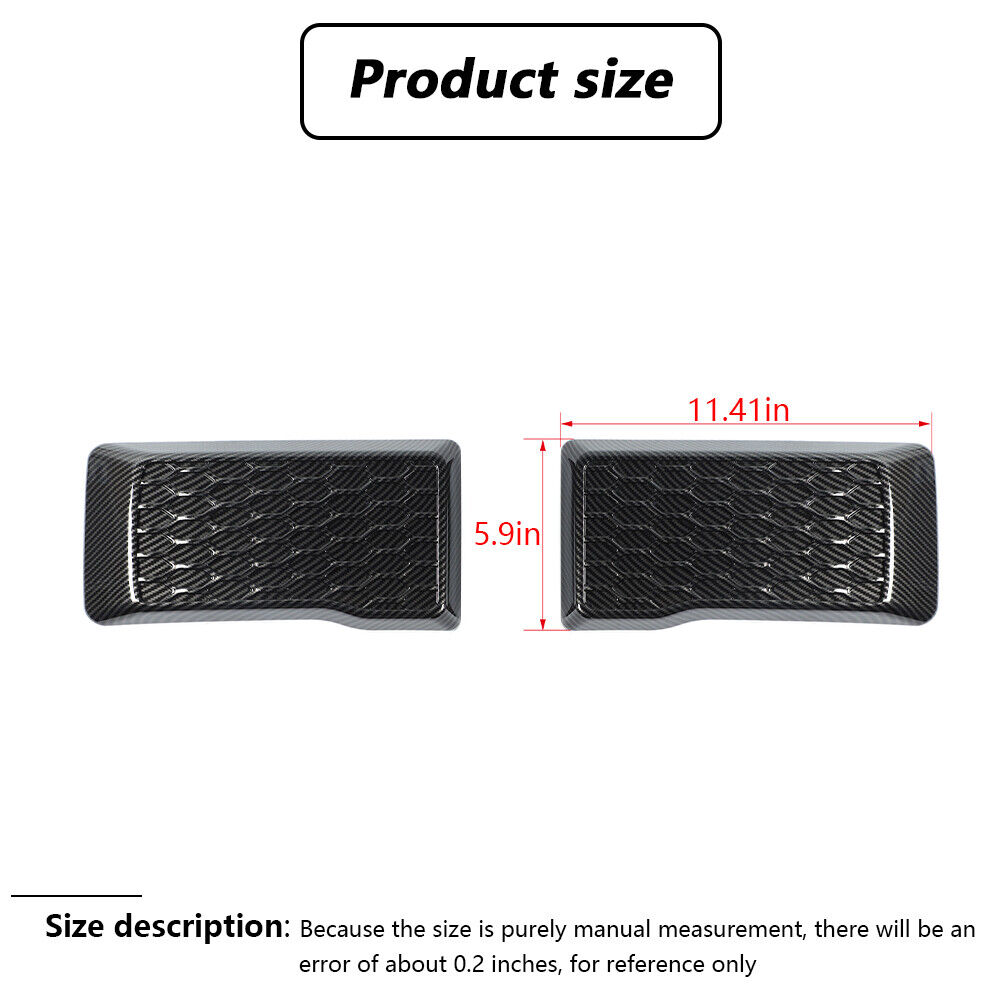 Product size
11.41in
5.9in
Size description: Because the size is purely manual measurement, there will be an
error of about 0.2 inches, for reference only